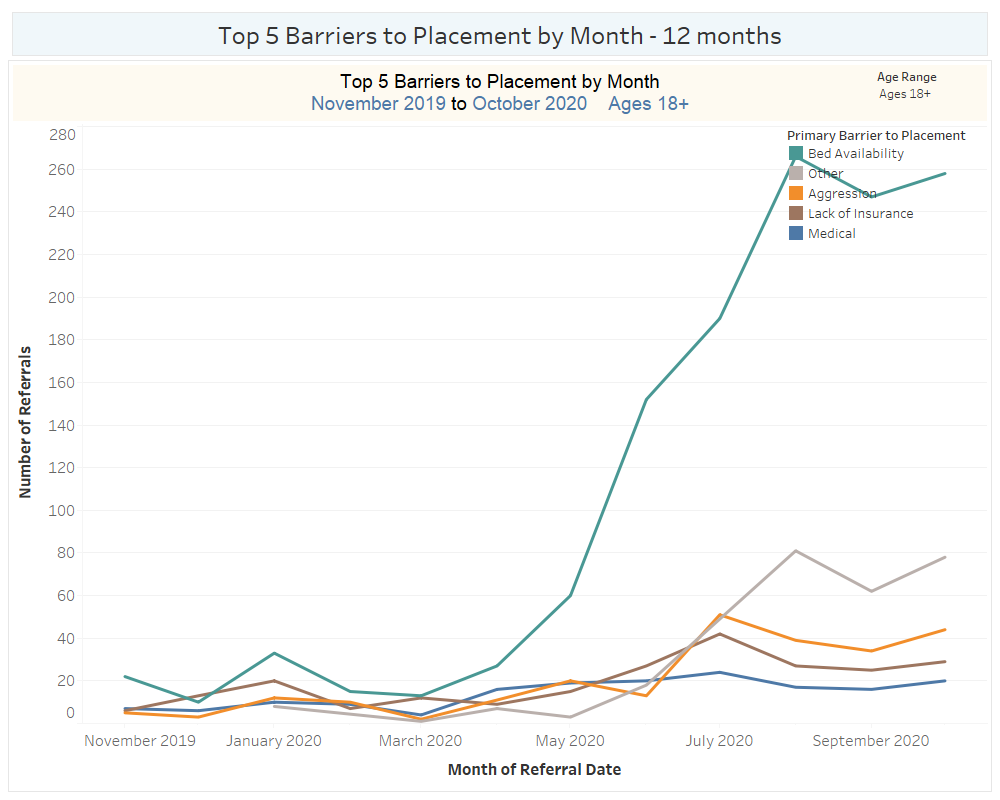 Top 5 Barriers to Placement by Month - 12 months
Top 5 Barriers to Placement by Month
November 2019 to October 2020 Ages 18+
Age Range
Ages 18+
Primary Barrier to Placement
Bed Availability
Other
Aggression
Lack of Insurance
Medical
Number of Referrals
280
260
240
220
200
180
160
140
120
100
80
60
40
20
0
November 2019 January 2020 March 2020 May 2020 July 2020 September 2020
Month of Referral Date